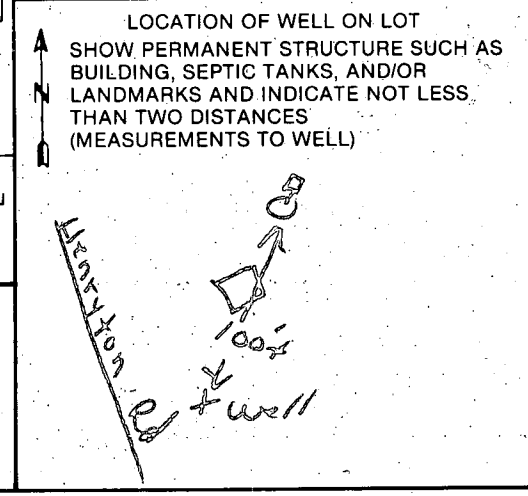 LOCATION OF WELL ON LOT
SHOW PERMANENT STRUCTURE SUCH AS
BUILDING, SEPTIC TANKS, AND/OR
LANDMARKS AND INDICATE NOT LESS
THAN TWO DISTANCES
(MEASUREMENTS TO WELL)
N
Henryton Rd
100'±
+ well